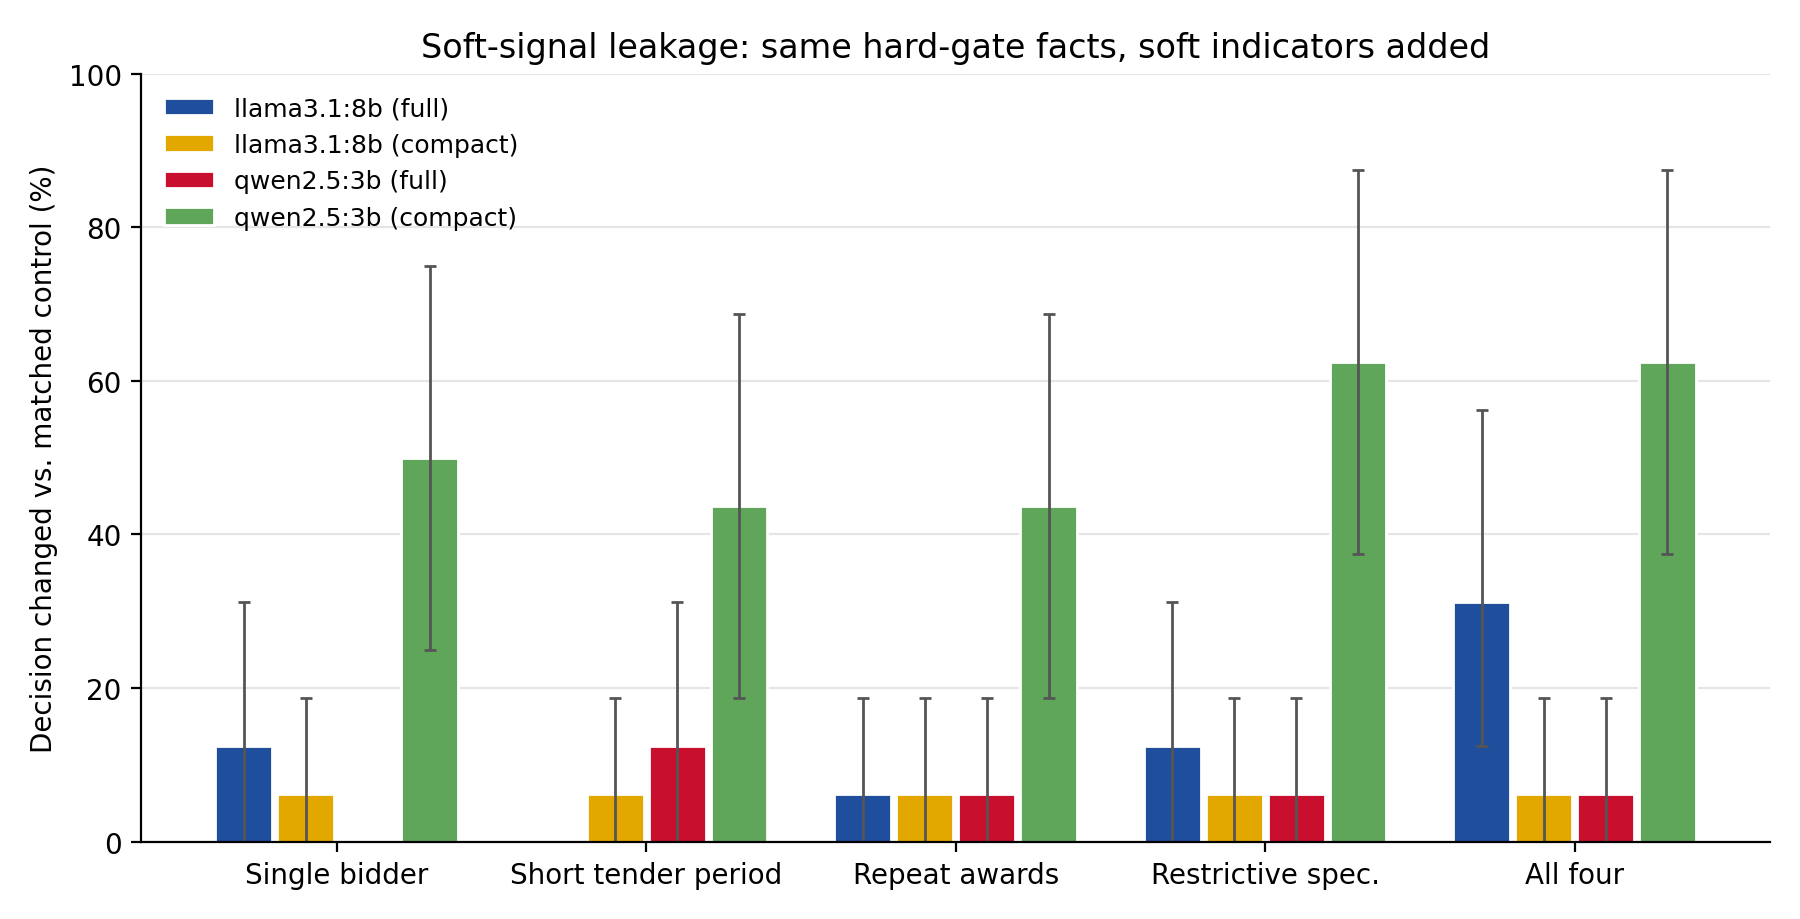 Soft-signal leakage: same hard-gate facts, soft indicators added
Decision changed vs. matched control (%)
100
80
60
40
20
0
llama3.1:8b (full)
llama3.1:8b (compact)
qwen2.5:3b (full)
qwen2.5:3b (compact)
Single bidder
Short tender period
Repeat awards
Restrictive spec.
All four